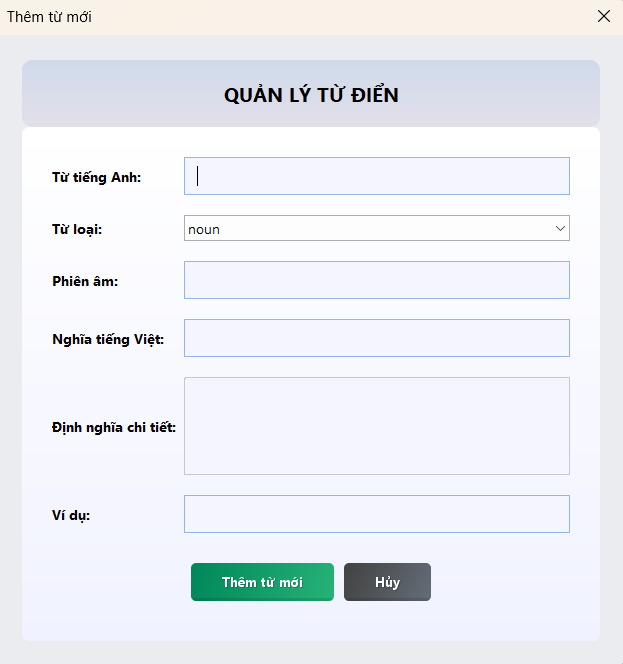 Thêm từ mới
QUẢN LÝ TỪ ĐIỂN
Từ tiếng Anh:
Từ loại:
noun
Phiên âm:
Nghĩa tiếng Việt:
Định nghĩa chi tiết:
Ví dụ:
Thêm từ mới
Hủy